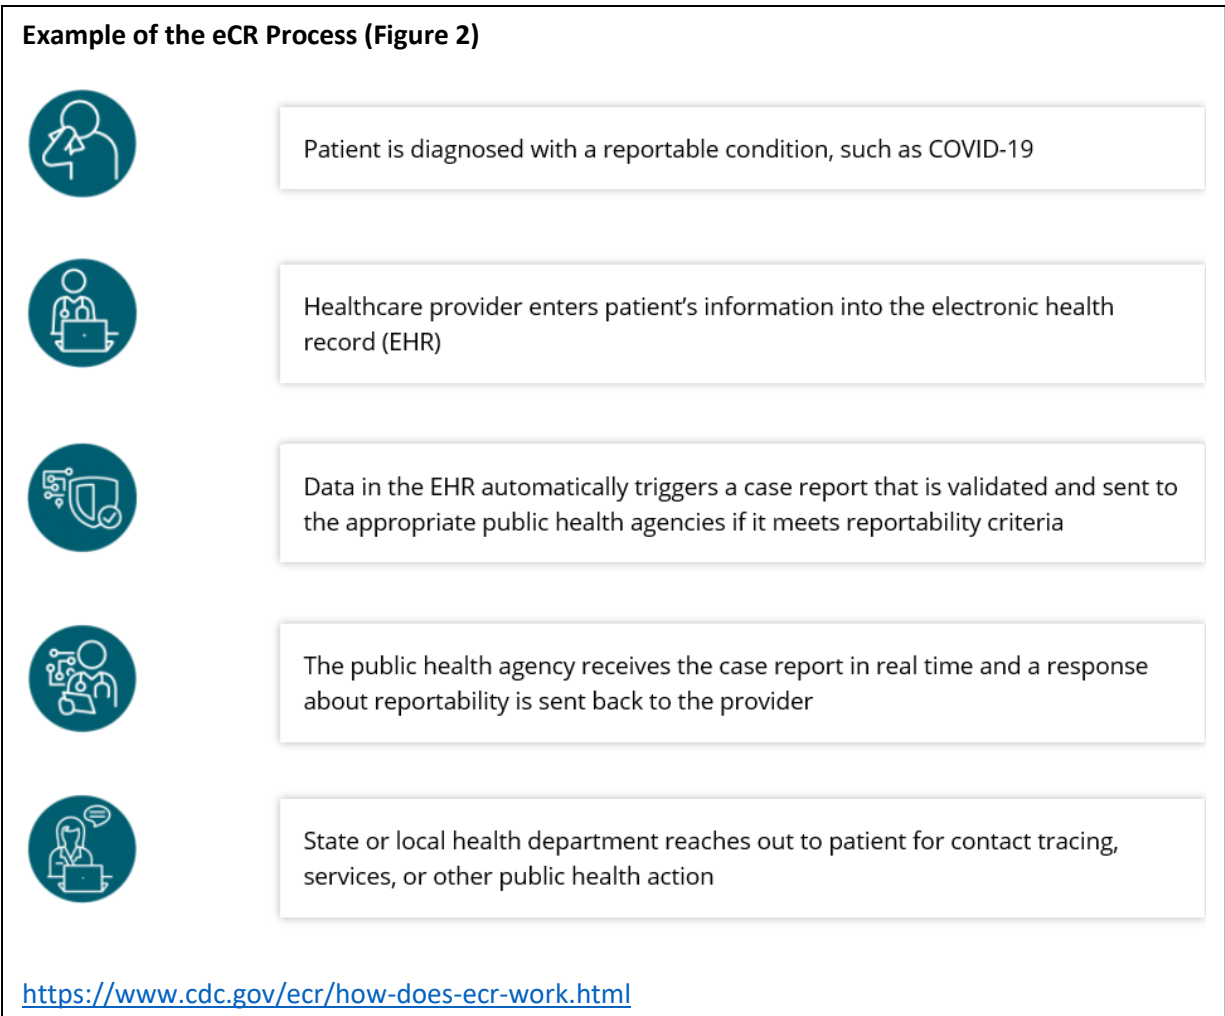 Example of the eCR Process (Figure 2)
Patient is diagnosed with a reportable condition, such as COVID-19
Healthcare provider enters patient’s information into the electronic health
record (EHR)
Data in the EHR automatically triggers a case report that is validated and sent to
the appropriate public health agencies if it meets reportability criteria
The public health agency receives the case report in real time and a response
about reportability is sent back to the provider
State or local health department reaches out to patient for contact tracing,
services, or other public health action
https://www.cdc.gov/ecr/how-does-ecr-work.html